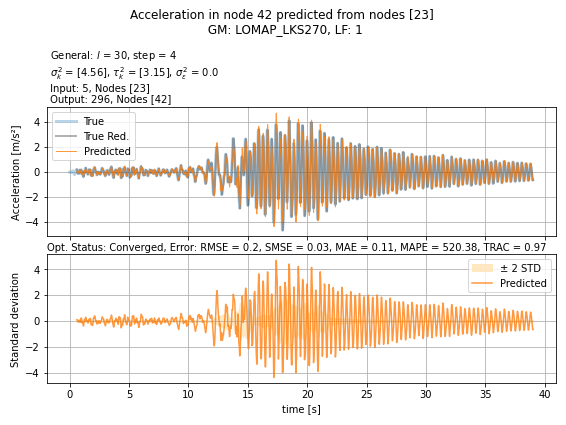 Acceleration in node 42 predicted from nodes [23]
GM: LOMAP_LKS270, LF: 1
General: l = 30, step = 4
σ²ₖ = [4.56], τ²ₖ = [3.15], σ²ε = 0.0
Input: 5, Nodes [23]
Output: 296, Nodes [42]
Acceleration [m/s²]
4
2
0
−2
−4
True
True Red.
Predicted
Opt. Status: Converged, Error: RMSE = 0.2, SMSE = 0.03, MAE = 0.11, MAPE = 520.38, TRAC = 0.97
Standard deviation
4
2
0
−2
−4
± 2 STD
Predicted
0 5 10 15 20 25 30 35 40
time [s]